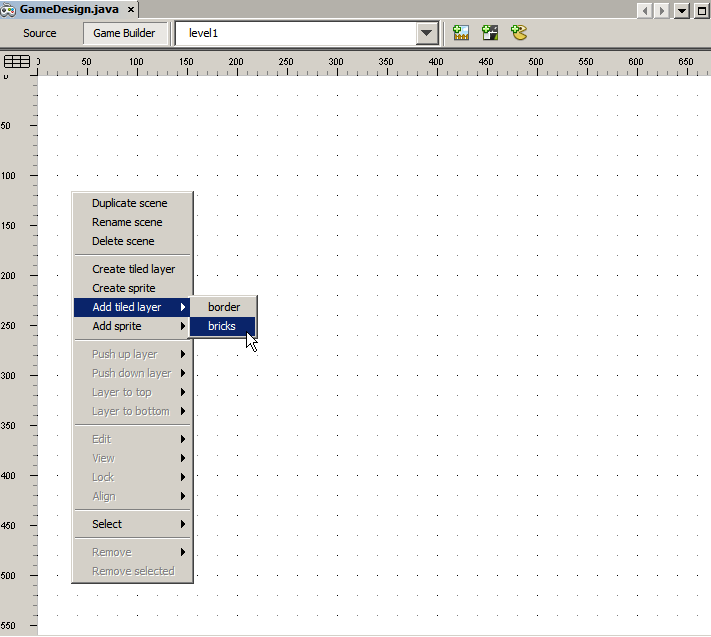 GameDesign.java ×
Source Game Builder level1
0 50 100 150 200 250 300 350 400 450 500 550 600 650
0
50
100
150
200
250
300
350
400
450
500
550
Duplicate scene
Rename scene
Delete scene
Create tiled layer
Create sprite
Add tiled layer
border
Add sprite
bricks
Push up layer
Push down layer
Layer to top
Layer to bottom
Edit
View
Lock
Align
Select
Remove
Remove selected